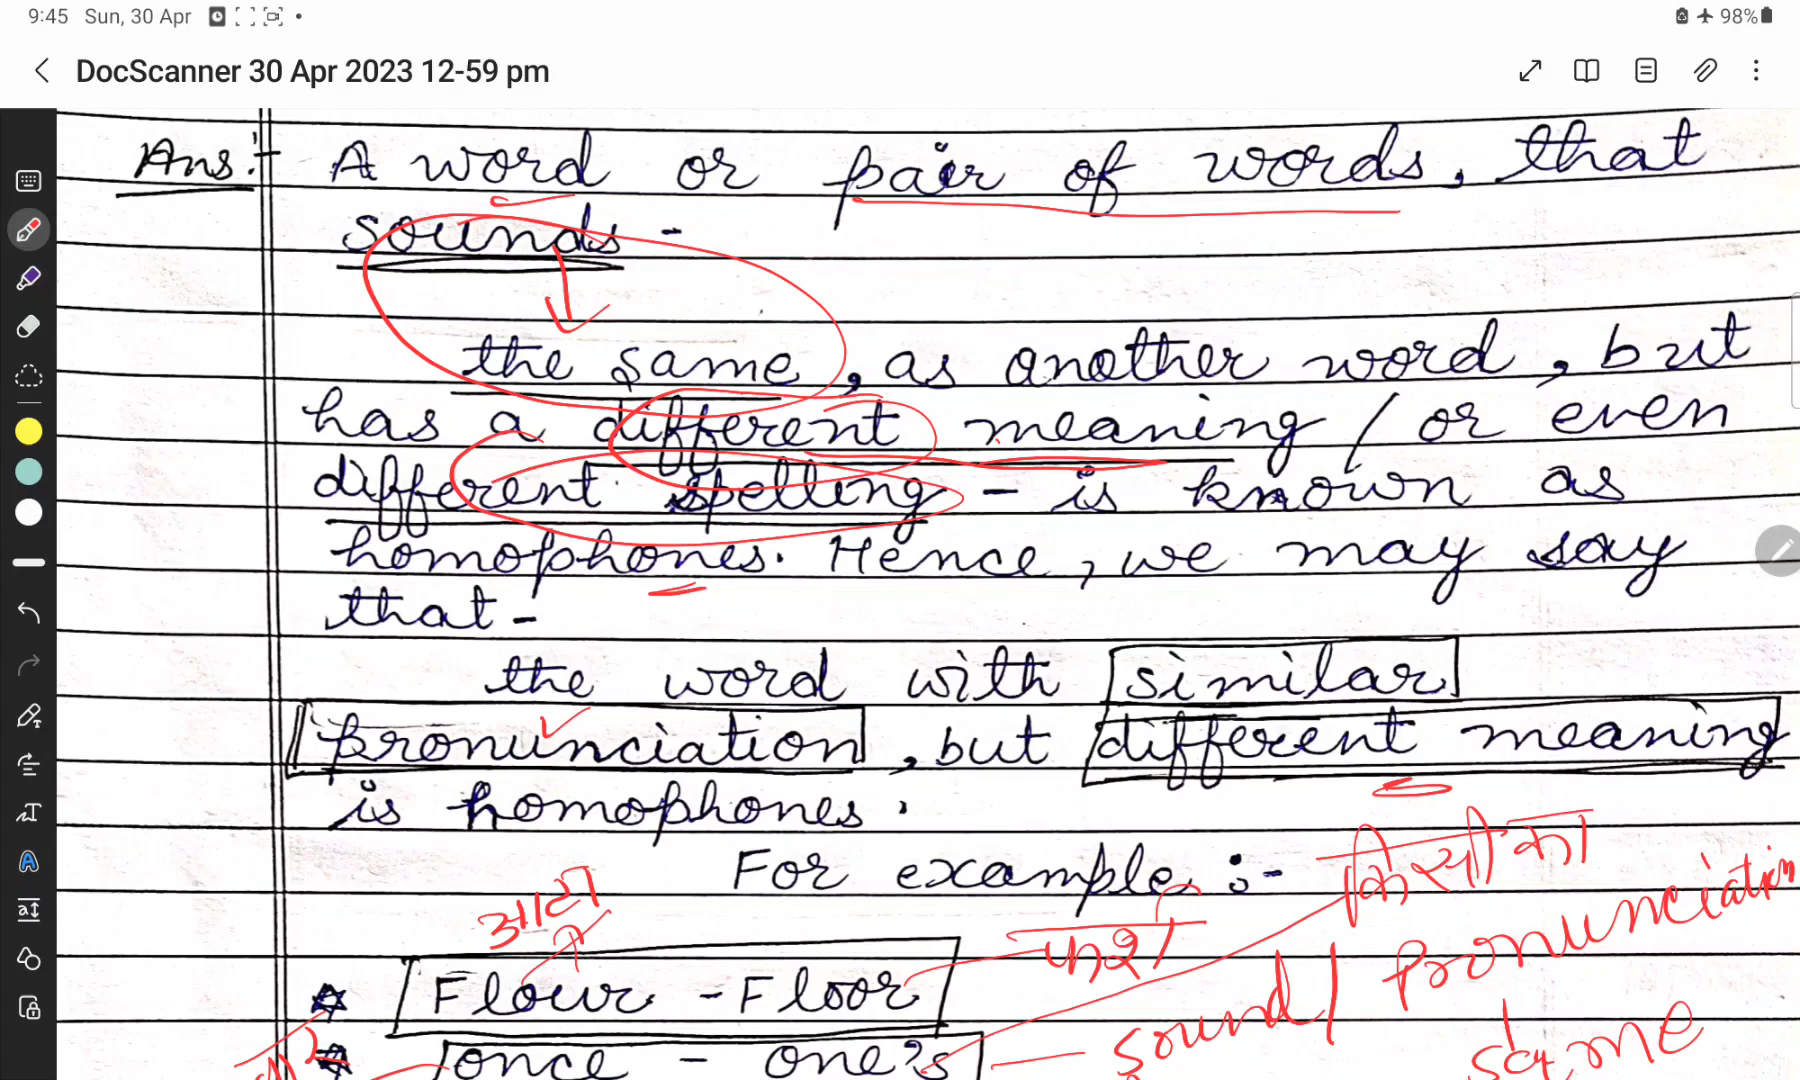 9:45 Sun, 30 Apr 98%
DocScanner 30 Apr 2023 12-59 pm
Ans:- A word or pair of words, that
sounds -
the same, as another word, but
has a different meaning / or even
different spelling - is known as
homophones. Hence, we may say
that -
the word with similar
pronunciation, but different meaning
is homophones.
For example :- किसी का
आटा
फर्श
Flour - Floor
sound / pronunciation
same
once - one's